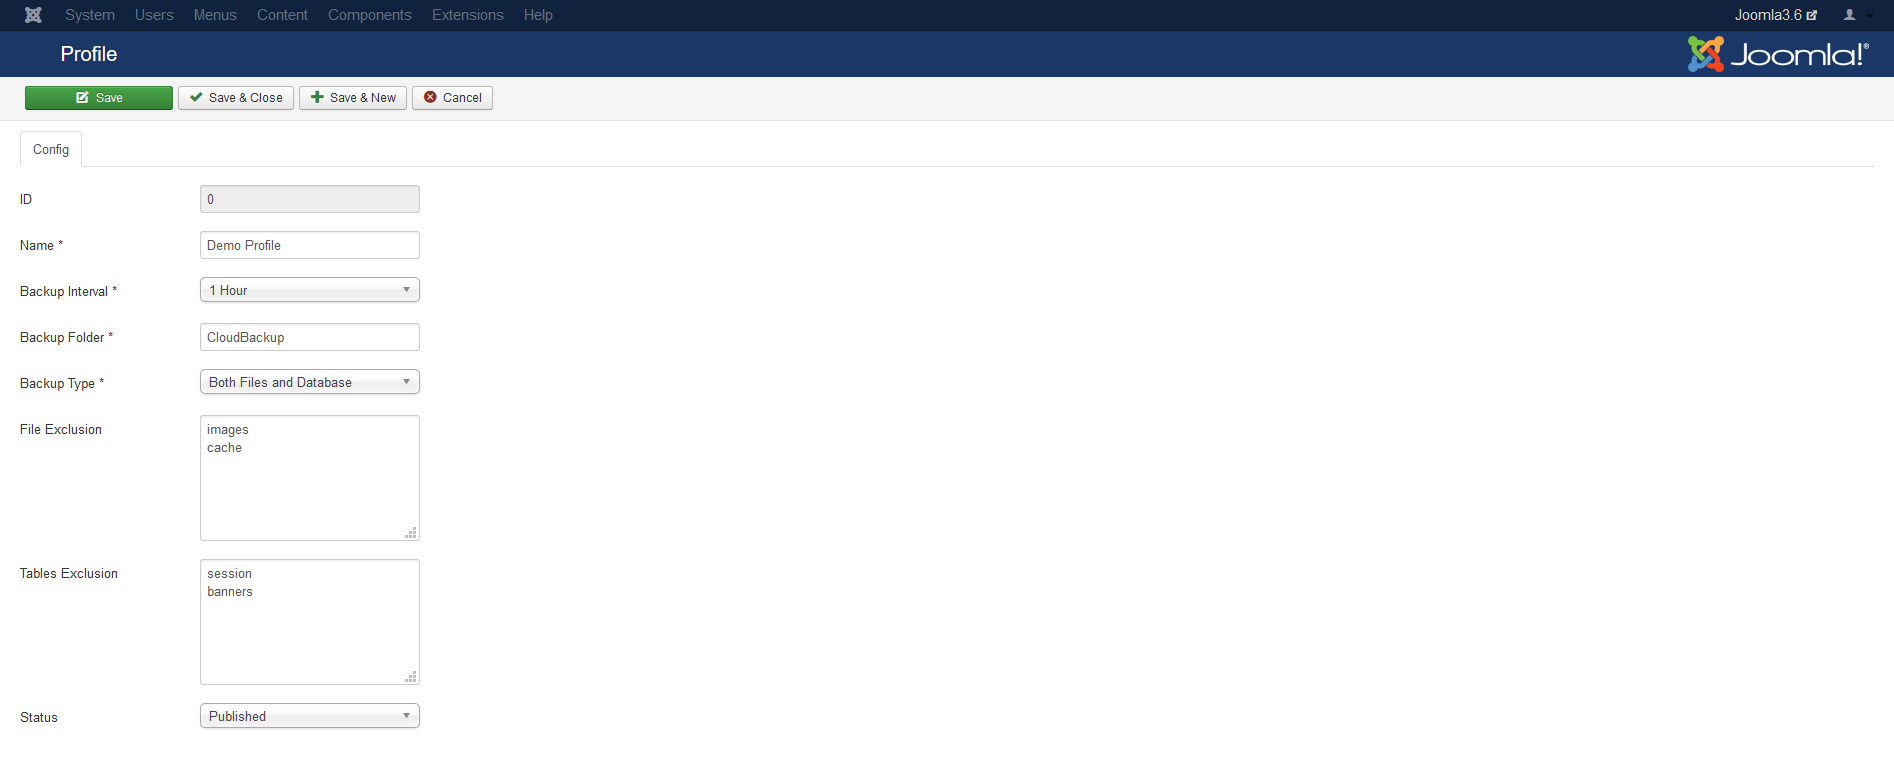 System Users Menus Content Components Extensions Help Joomla3.6
Profile Joomla!®
Save Save & Close Save & New Cancel
Config
ID 0
Name * Demo Profile
Backup Interval * 1 Hour
Backup Folder * CloudBackup
Backup Type * Both Files and Database
File Exclusion images
cache
Tables Exclusion session
banners
Status Published